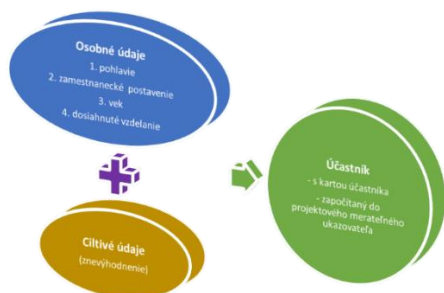 Osobné údaje
1. pohlavie
2. zamestnanecké postavenie
3. vek
4. dosiahnuté vzdelanie
Citlivé údaje
(znevýhodnenie)
Účastník
- s kartou účastníka
- započítaný do
projektového merateľného
ukazovateľa